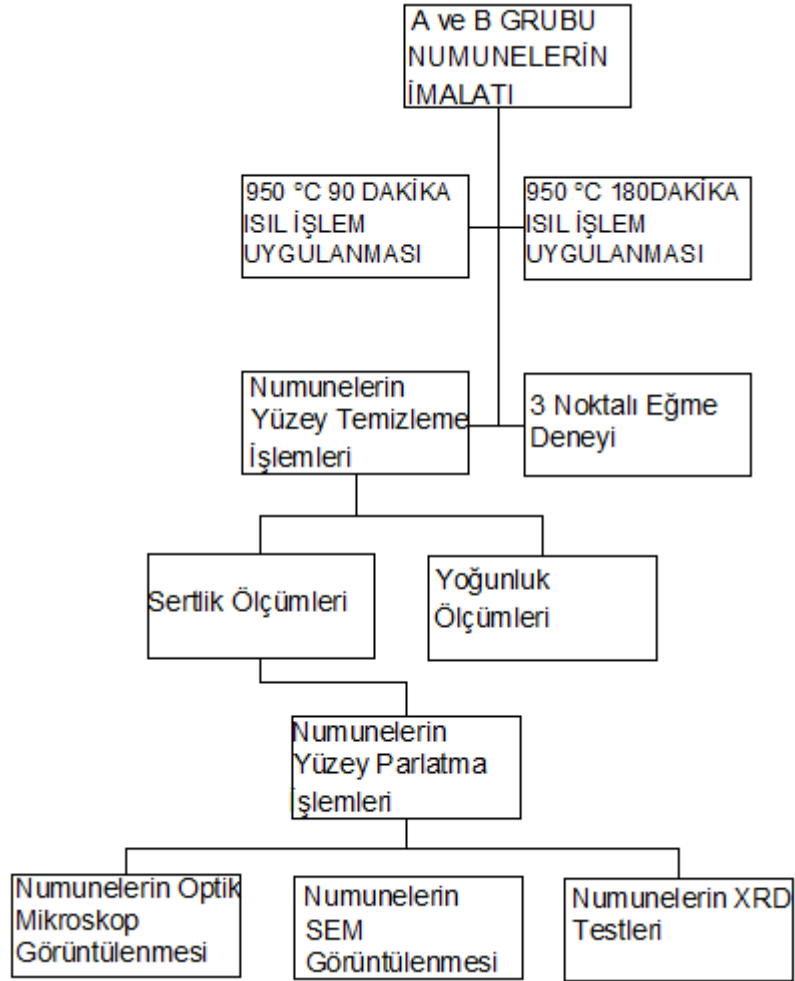 A ve B GRUBU
NUMUNELERİN
İMALATI
950 °C 90 DAKİKA
ISIL İŞLEM
UYGULANMASI
950 °C 180DAKİKA
ISIL İŞLEM
UYGULANMASI
Numunelerin
Yüzey Temizleme
İşlemleri
3 Noktalı Eğme
Deneyi
Sertlik Ölçümleri
Yoğunluk
Ölçümleri
Numunelerin
Yüzey Parlatma
İşlemleri
Numunelerin Optik
Mikroskop
Görüntülenmesi
Numunelerin
SEM
Görüntülenmesi
Numunelerin XRD
Testleri